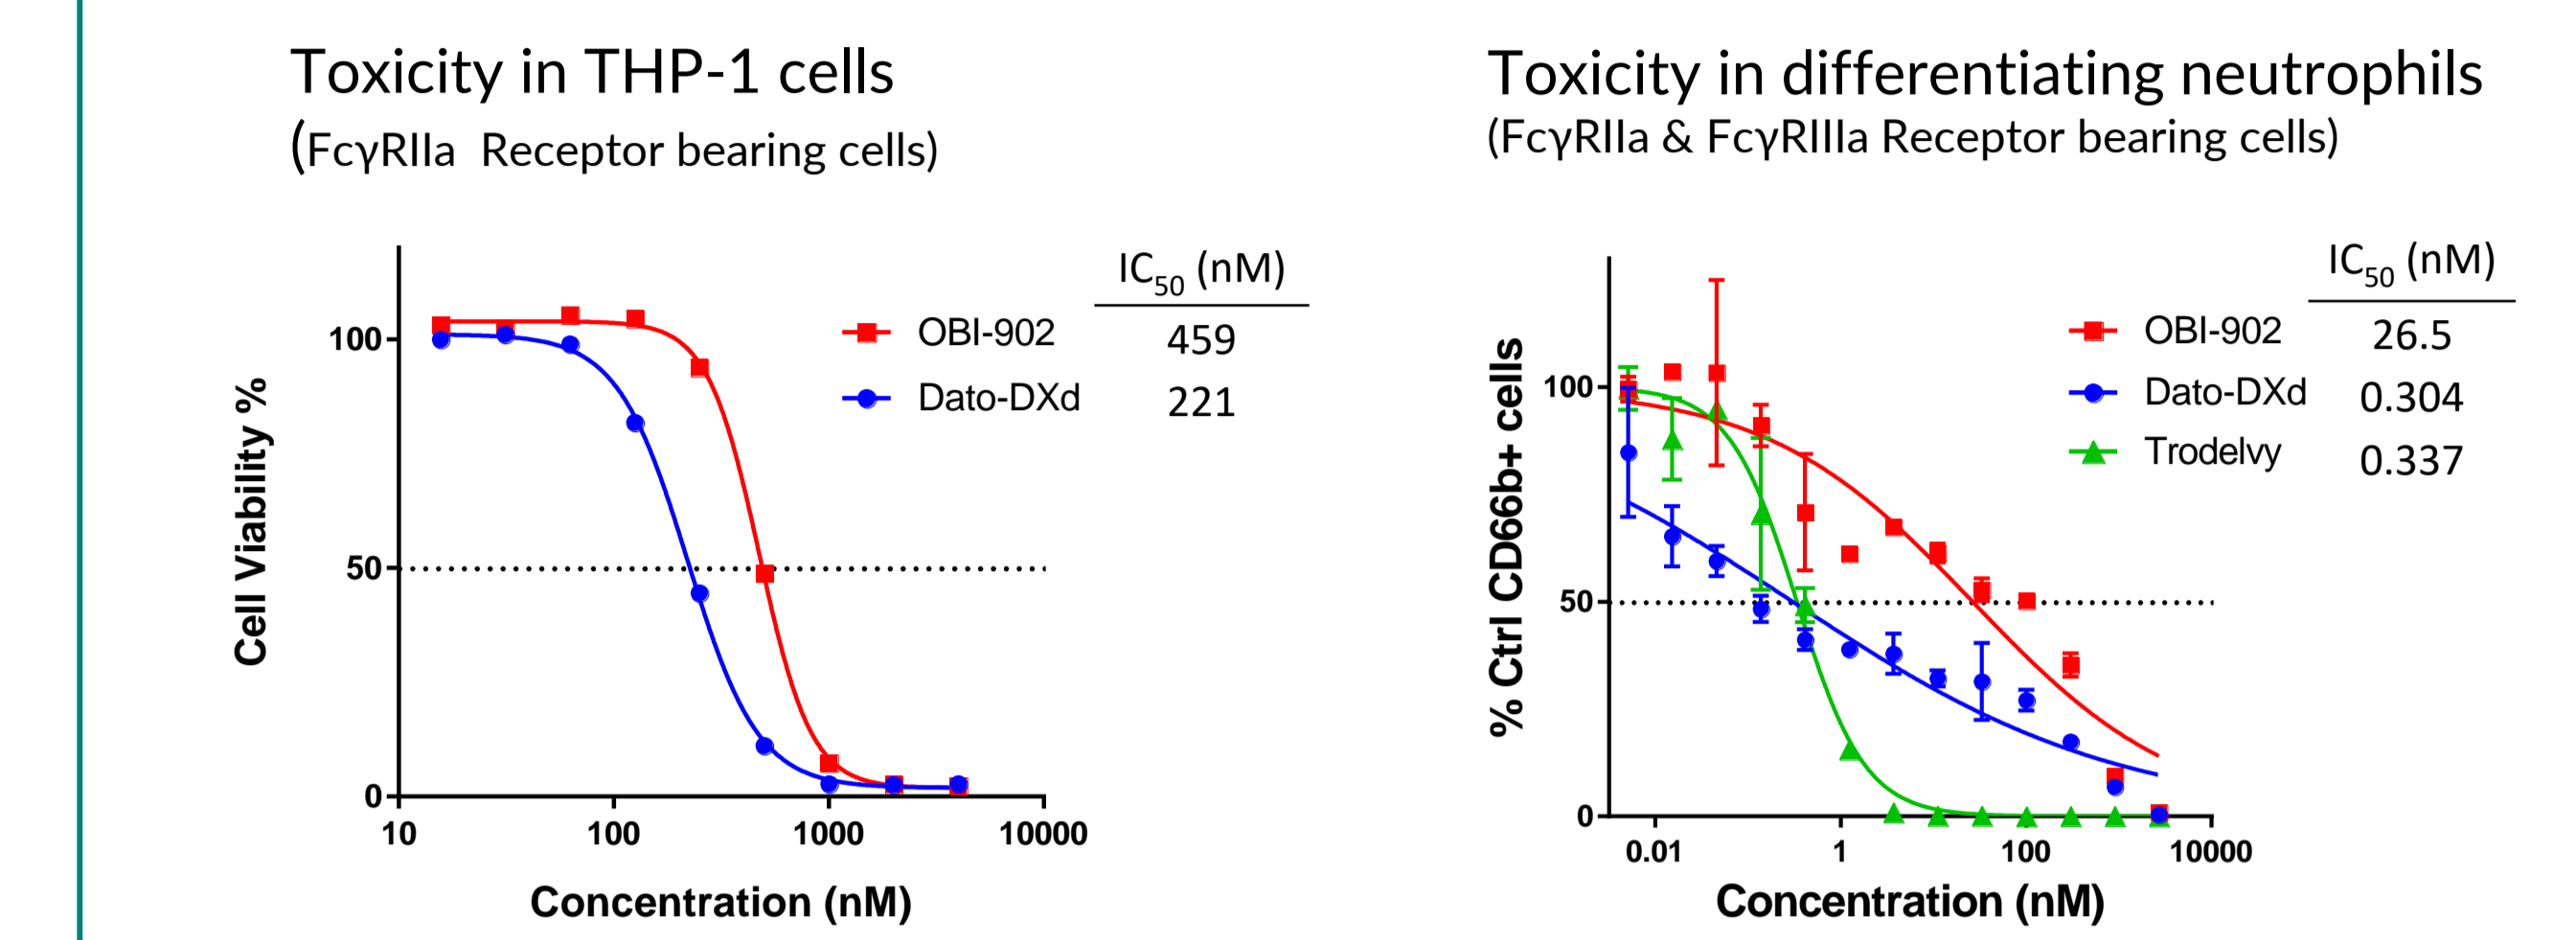 Toxicity in THP-1 cells
(FcγRIIa Receptor bearing cells)
IC50 (nM)
OBI-902 459
Dato-DXd 221
Cell Viability %
100
50
0
10 100 1000 10000
Concentration (nM)
Toxicity in differentiating neutrophils
(FcγRIIa & FcγRIIIa Receptor bearing cells)
IC50 (nM)
OBI-902 26.5
Dato-DXd 0.304
Trodelvy 0.337
% Ctrl CD66b+ cells
100
50
0
0.01 1 100 10000
Concentration (nM)